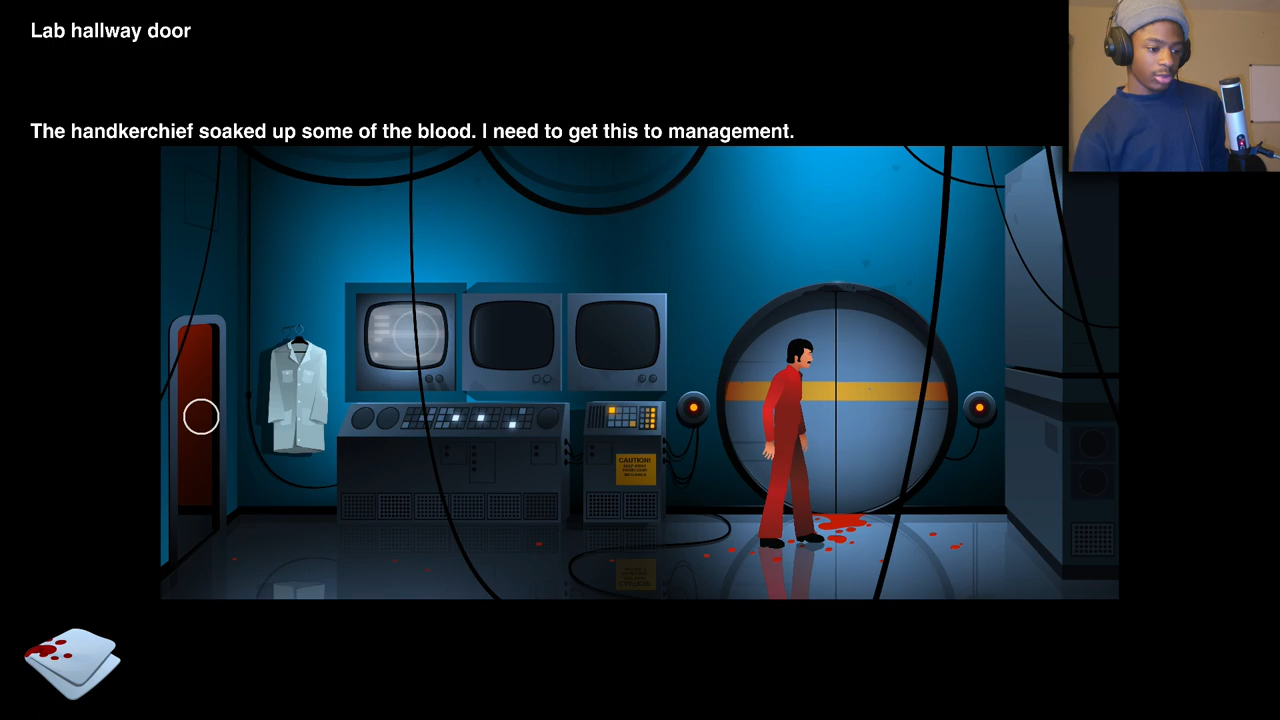 Lab hallway door
The handkerchief soaked up some of the blood. I need to get this to management.
CAUTION!